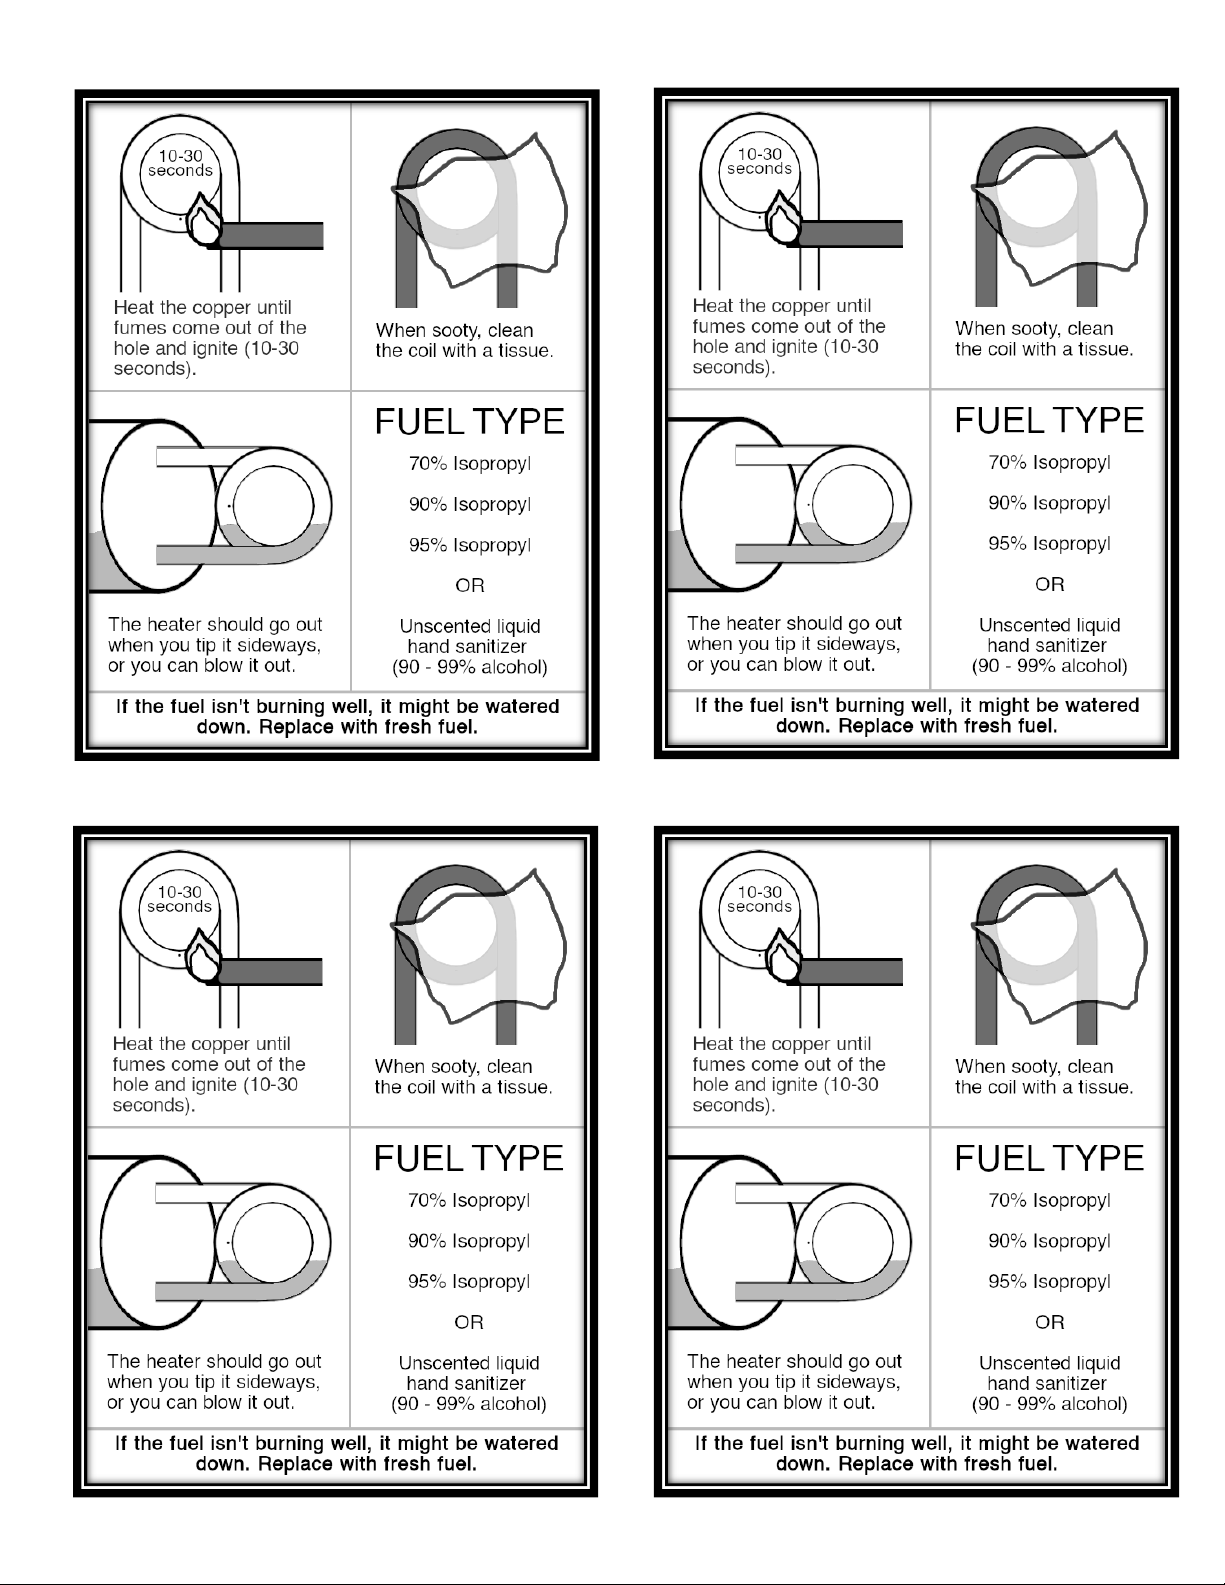 10-30
seconds
Heat the copper until
fumes come out of the
hole and ignite (10-30
seconds).
When sooty, clean
the coil with a tissue.
The heater should go out
when you tip it sideways,
or you can blow it out.
FUEL TYPE
70% Isopropyl
90% Isopropyl
95% Isopropyl
OR
Unscented liquid
hand sanitizer
(90 - 99% alcohol)
If the fuel isn't burning well, it might be watered
down. Replace with fresh fuel.
10-30
seconds
Heat the copper until
fumes come out of the
hole and ignite (10-30
seconds).
When sooty, clean
the coil with a tissue.
The heater should go out
when you tip it sideways,
or you can blow it out.
FUEL TYPE
70% Isopropyl
90% Isopropyl
95% Isopropyl
OR
Unscented liquid
hand sanitizer
(90 - 99% alcohol)
If the fuel isn't burning well, it might be watered
down. Replace with fresh fuel.
10-30
seconds
Heat the copper until
fumes come out of the
hole and ignite (10-30
seconds).
When sooty, clean
the coil with a tissue.
The heater should go out
when you tip it sideways,
or you can blow it out.
FUEL TYPE
70% Isopropyl
90% Isopropyl
95% Isopropyl
OR
Unscented liquid
hand sanitizer
(90 - 99% alcohol)
If the fuel isn't burning well, it might be watered
down. Replace with fresh fuel.
10-30
seconds
Heat the copper until
fumes come out of the
hole and ignite (10-30
seconds).
When sooty, clean
the coil with a tissue.
The heater should go out
when you tip it sideways,
or you can blow it out.
FUEL TYPE
70% Isopropyl
90% Isopropyl
95% Isopropyl
OR
Unscented liquid
hand sanitizer
(90 - 99% alcohol)
If the fuel isn't burning well, it might be watered
down. Replace with fresh fuel.